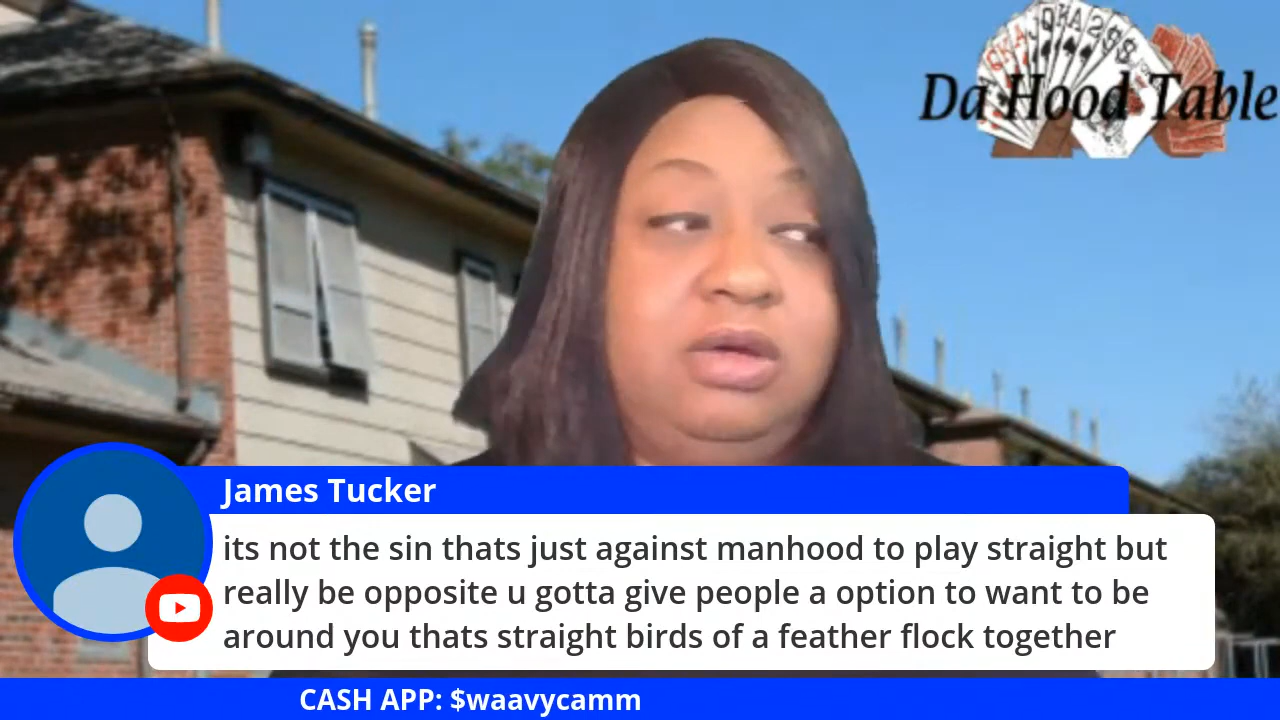 Da Hood Table
James Tucker
its not the sin thats just against manhood to play straight but
really be opposite u gotta give people a option to want to be
around you thats straight birds of a feather flock together
CASH APP: $waavycamm